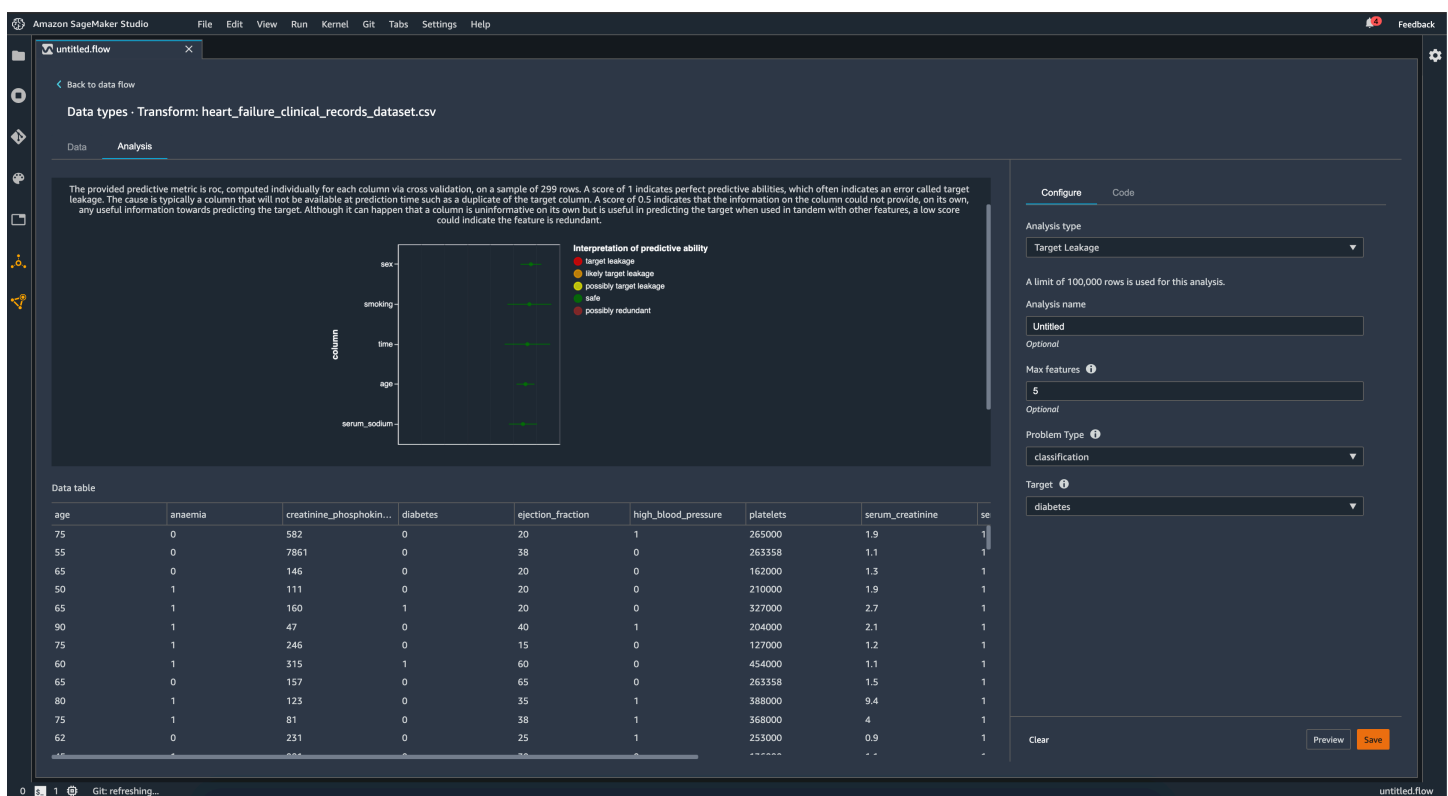 Amazon SageMaker Studio File Edit View Run Kernel Git Tabs Settings Help 4 Feedback
untitled.flow
Back to data flow
Data types · Transform: heart_failure_clinical_records_dataset.csv
Data Analysis
The provided predictive metric is roc, computed individually for each column via cross validation, on a sample of 299 rows. A score of 1 indicates perfect predictive abilities, which often indicates an error called target
leakage. The cause is typically a column that will not be available at prediction time such as a duplicate of the target column. A score of 0.5 indicates that the information on the column could not provide, on its own,
any useful information towards predicting the target. Although it can happen that a column is uninformative on its own but is useful in predicting the target when used in tandem with other features, a low score
could indicate the feature is redundant.
column
sex
smoking
time
age
serum_sodium
Interpretation of predictive ability
target leakage
likely target leakage
possibly target leakage
safe
possibly redundant
Data table
age anaemia creatinine_phosphokin... diabetes ejection_fraction high_blood_pressure platelets serum_creatinine se
75 0 582 0 20 1 265000 1.9 1
55 0 7861 0 38 0 263358 1.1 1
65 0 146 0 20 0 162000 1.3 1
50 1 111 0 20 0 210000 1.9 1
65 1 160 1 20 0 327000 2.7 1
90 1 47 0 40 1 204000 2.1 1
75 1 246 0 15 0 127000 1.2 1
60 1 315 1 60 0 454000 1.1 1
65 0 157 0 65 0 263358 1.5 1
80 1 123 0 35 1 388000 9.4 1
75 1 81 0 38 1 368000 4 1
62 0 231 0 25 1 253000 0.9 1
Configure Code
Analysis type
Target Leakage
A limit of 100,000 rows is used for this analysis.
Analysis name
Untitled
Optional
Max features
5
Optional
Problem Type
classification
Target
diabetes
Clear Preview Save
0 1 Git: refreshing... untitled.flow